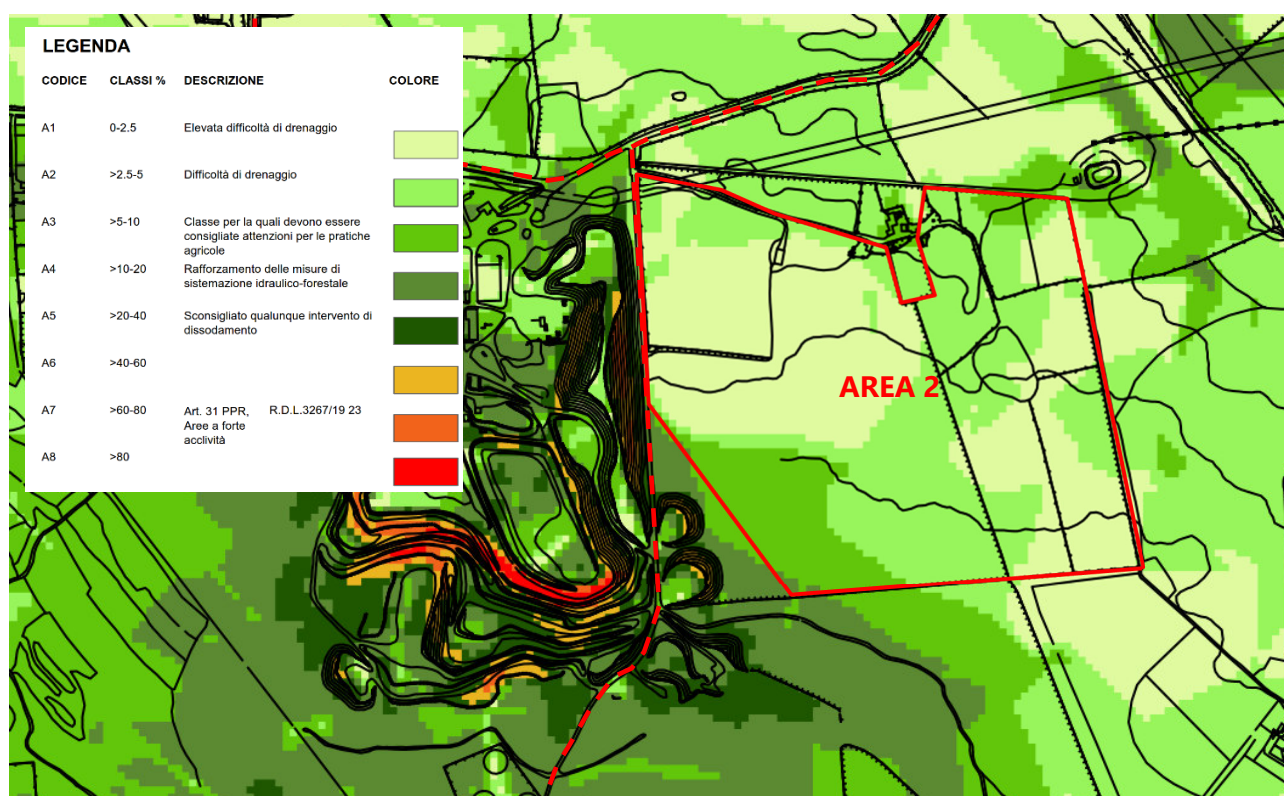 LEGENDA
CODICE CLASSI % DESCRIZIONE COLORE
A1 0-2.5 Elevata difficoltà di drenaggio
A2 >2.5-5 Difficoltà di drenaggio
A3 >5-10 Classe per la quali devono essere
consigliate attenzioni per le pratiche
agricole
A4 >10-20 Rafforzamento delle misure di
sistemazione idraulico-forestale
A5 >20-40 Sconsigliato qualunque intervento di
dissodamento
A6 >40-60
A7 >60-80 Art. 31 PPR, R.D.L.3267/19 23
Aree a forte
acclività
A8 >80
AREA 2